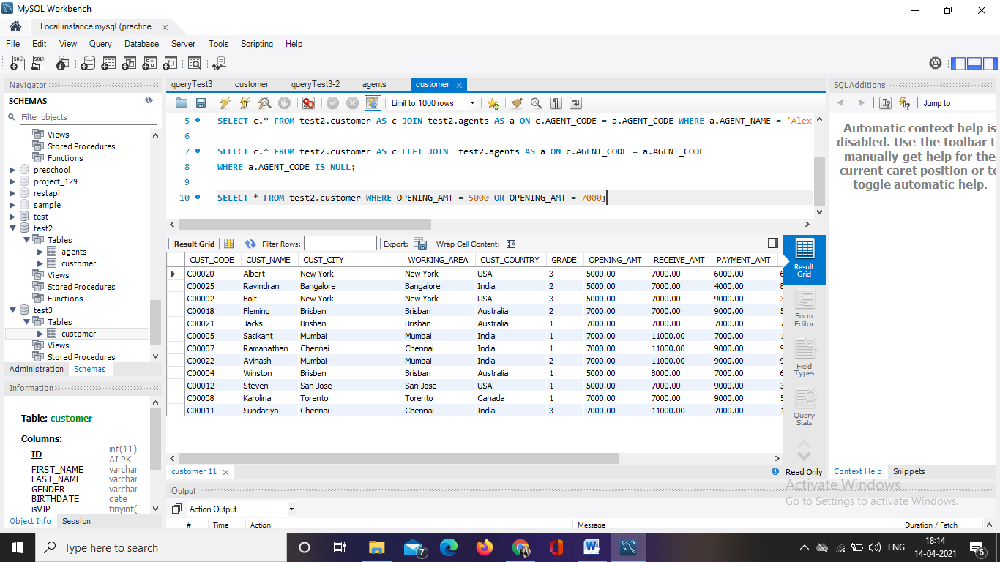 MySQL Workbench
Local instance mysql (practice... ×
File Edit View Query Database Server Tools Scripting Help
Navigator
SCHEMAS
Filter objects
Views
Stored Procedures
Functions
preschool
project_129
restapi
sample
test
test2
Tables
agents
customer
Views
Stored Procedures
Functions
test3
Tables
customer
Views
Stored Procedures
Administration Schemas
Information
Table: customer
Columns:
ID int(11)
AI PK
FIRST_NAME varchar
LAST_NAME varchar
GENDER varchar
BIRTHDATE date
isVIP tinyint(
Object Info Session
queryTest3 customer queryTest3-2 agents customer ×
Limit to 1000 rows
5 SELECT c.* FROM test2.customer AS c JOIN test2.agents AS a ON c.AGENT_CODE = a.AGENT_CODE WHERE a.AGENT_NAME = 'Alex
6
7 SELECT c.* FROM test2.customer AS c LEFT JOIN test2.agents AS a ON c.AGENT_CODE = a.AGENT_CODE
8 WHERE a.AGENT_CODE IS NULL;
9
10 SELECT * FROM test2.customer WHERE OPENING_AMT = 5000 OR OPENING_AMT = 7000;
Result Grid Filter Rows: Export: Wrap Cell Content:
CUST_CODE CUST_NAME CUST_CITY WORKING_AREA CUST_COUNTRY GRADE OPENING_AMT RECEIVE_AMT PAYMENT_AMT
C00020 Albert New York New York USA 3 5000.00 7000.00 6000.00 6
C00025 Ravindran Bangalore Bangalore India 2 5000.00 7000.00 4000.00 8
C00002 Bolt New York New York USA 3 5000.00 7000.00 9000.00 3
C00018 Fleming Brisban Brisban Australia 2 7000.00 7000.00 9000.00 5
C00021 Jacks Brisban Brisban Australia 1 7000.00 7000.00 7000.00 7
C00005 Sasikant Mumbai Mumbai India 1 7000.00 11000.00 7000.00 1
C00007 Ramanathan Chennai Chennai India 1 7000.00 11000.00 9000.00 9
C00022 Avinash Mumbai Mumbai India 2 7000.00 11000.00 9000.00 9
C00004 Winston Brisban Brisban Australia 1 5000.00 8000.00 7000.00 6
C00012 Steven San Jose San Jose USA 1 5000.00 7000.00 9000.00 3
C00008 Karolina Torento Torento Canada 1 7000.00 7000.00 9000.00 5
C00011 Sundariya Chennai Chennai India 3 7000.00 11000.00 7000.00 1
Result
Grid
Form
Editor
Field
Types
Query
Stats
customer 11 × Read Only
Output
Action Output
# Time Action Message Duration / Fetch
SQLAdditions
Jump to
Automatic context help is
disabled. Use the toolbar t
manually get help for the
current caret position or to
toggle automatic help.
Context Help Snippets
Activate Windows
Go to Settings to activate Windows.
Type here to search
7
ENG
18:14
14-04-2021
6